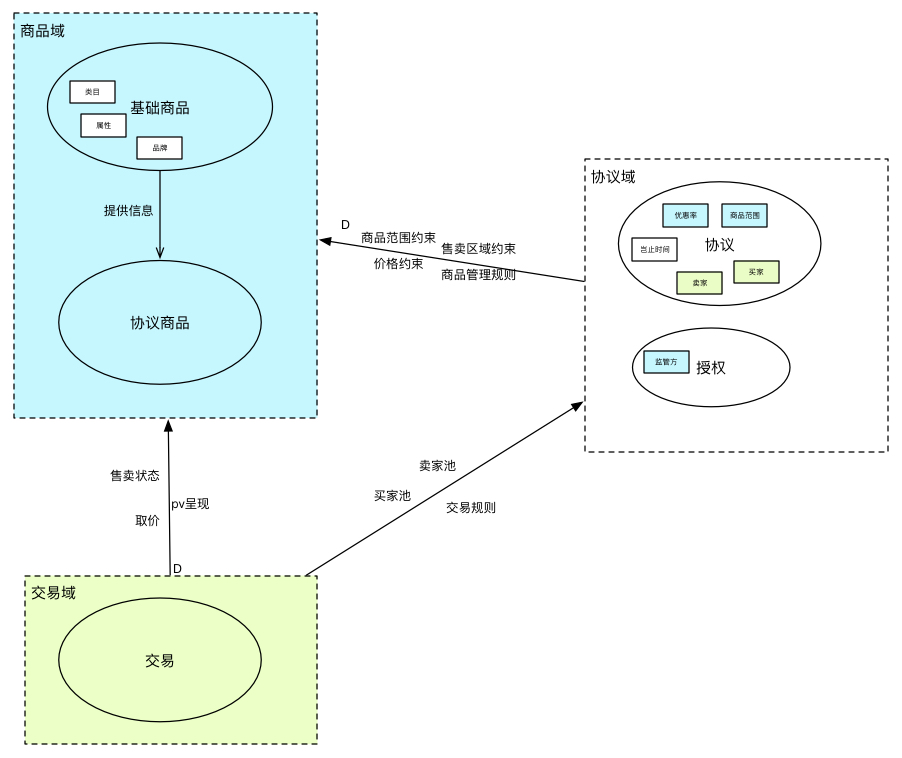 商品域
类目
基础商品
属性
品牌
提供信息
协议商品
D
商品范围约束
售卖区域约束
价格约束
商品管理规则
协议域
优惠率
商品范围
岂止时间
协议
买家
卖家
监管方
授权
售卖状态
pv呈现
取价
D
卖家池
买家池
交易规则
交易域
交易